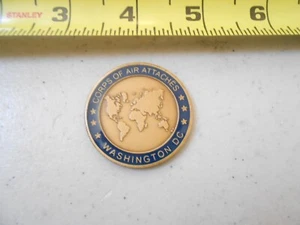 STANLEY 3 4 5 6
CORPS OF AIR ATTACHES
WASHINGTON DC